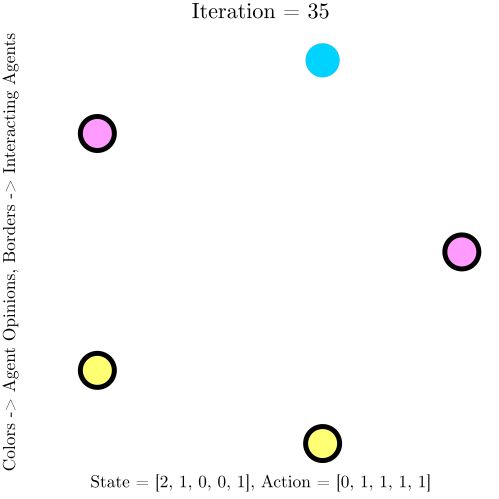 Iteration = 35
Colors -> Agent Opinions, Borders -> Interacting Agents
State = [2, 1, 0, 0, 1], Action = [0, 1, 1, 1, 1]